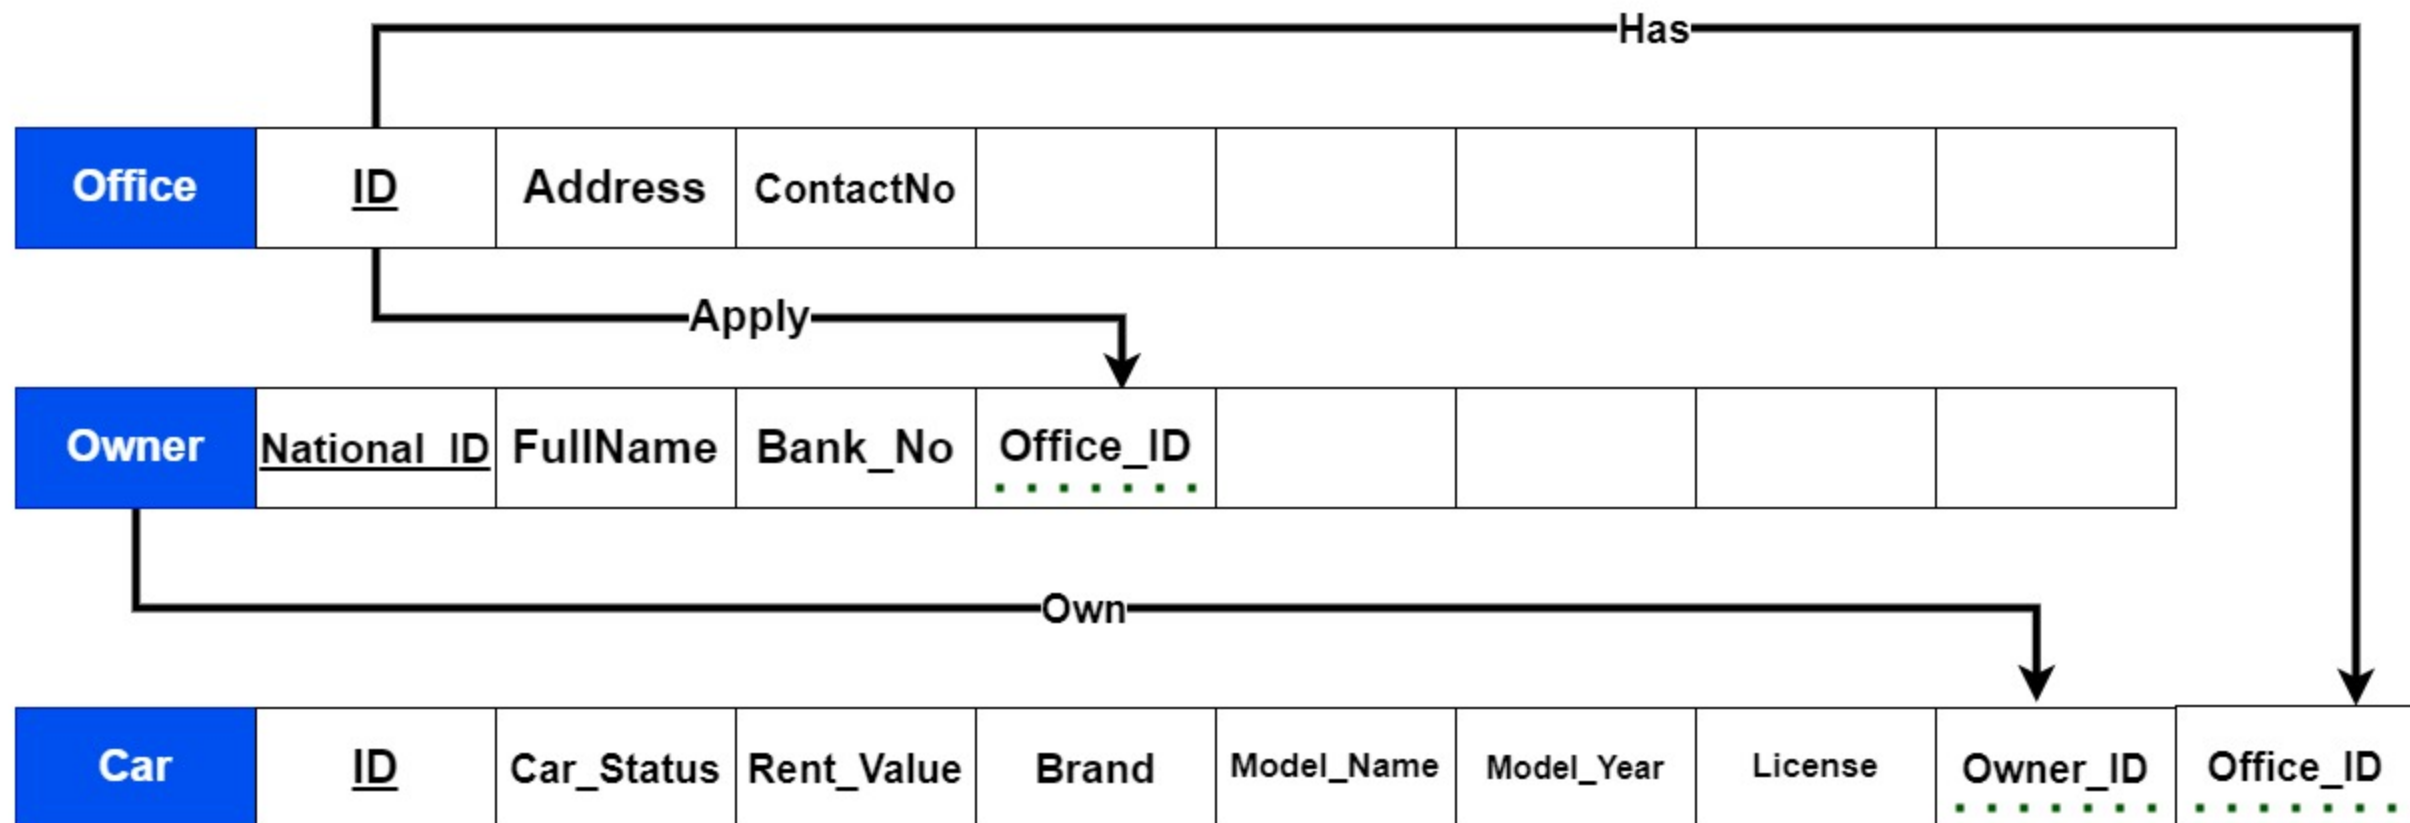 Has
Office ID Address ContactNo
Apply
Owner National_ID FullName Bank_No Office_ID
Own
Car ID Car_Status Rent_Value Brand Model_Name Model_Year License Owner_ID Office_ID